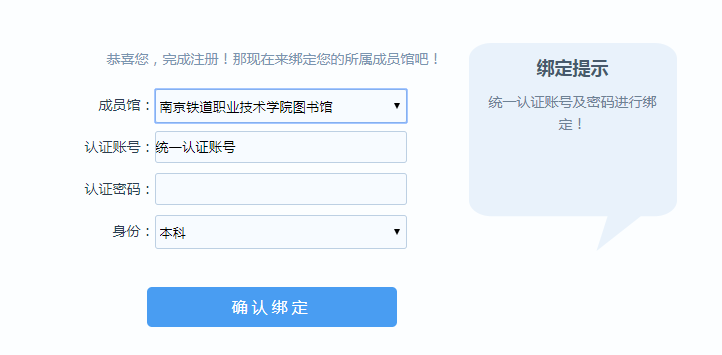 恭喜您，完成注册！那现在来绑定您的所属成员馆吧！
成员馆：南京铁道职业技术学院图书馆
认证账号：统一认证账号
认证密码：
身份：本科
确认绑定
绑定提示
统一认证账号及密码进行绑
定！